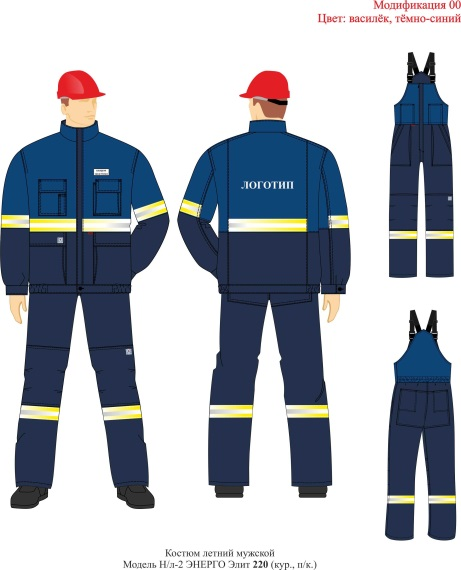 Модификация 00
Цвет: василёк, тёмно-синий
ЛОГОТИП
Костюм летний мужской
Модель Н/л-2 ЭНЕРГО Элит 220 (кур., п/к.)